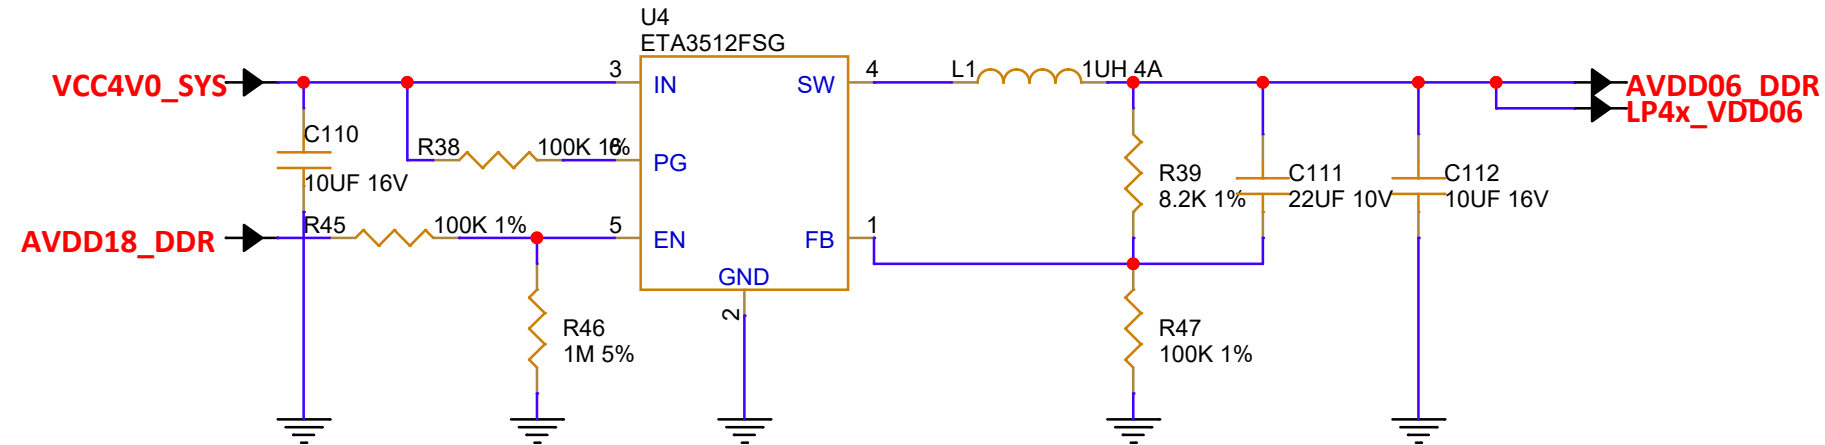 U4
ETA3512FSG
VCC4V0_SYS
3
IN
SW
4
L1
1UH 4A
AVDD06_DDR
LP4x_VDD06
C110
10UF 16V
R38
100K 1%
6
PG
R39
8.2K 1%
C111
22UF 10V
C112
10UF 16V
AVDD18_DDR
R45
100K 1%
5
EN
FB
1
GND
2
R46
1M 5%
R47
100K 1%